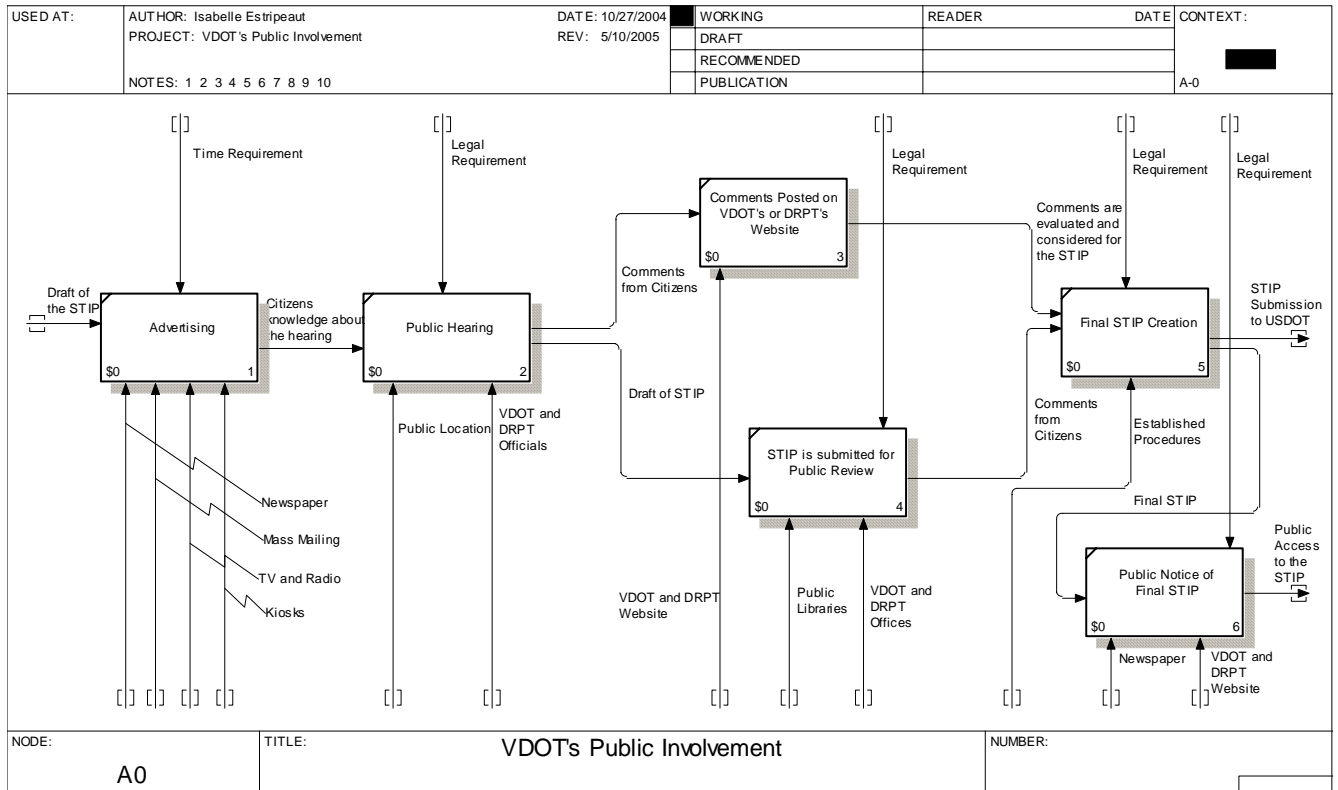 USED AT:
AUTHOR: Isabelle Estripeaut
DATE: 10/27/2004
PROJECT: VDOT's Public Involvement
REV: 5/10/2005
NOTES: 1 2 3 4 5 6 7 8 9 10
WORKING
DRAFT
RECOMMENDED
PUBLICATION
READER
DATE
CONTEXT:
A-0
Time Requirement
Legal
Requirement
Legal
Requirement
Legal
Requirement
Legal
Requirement
Draft of
the STIP
Advertising
$0
1
Citizens
knowledge about
the hearing
Public Hearing
$0
2
Comments
from Citizens
Comments Posted on
VDOT's or DRPT's
Website
$0
3
Comments are
evaluated and
considered for
the STIP
Final STIP Creation
$0
5
STIP
Submission
to USDOT
Draft of STIP
Public Location
VDOT and
DRPT
Officials
STIP is submitted for
Public Review
$0
4
Comments
from
Citizens
Established
Procedures
Final STIP
Newspaper
Mass Mailing
TV and Radio
Kiosks
VDOT and DRPT
Website
Public
Libraries
VDOT and
DRPT
Offices
Public Notice of
Final STIP
$0
6
Public
Access
to the
STIP
Newspaper
VDOT and
DRPT
Website
NODE:
A0
TITLE:
VDOT's Public Involvement
NUMBER: